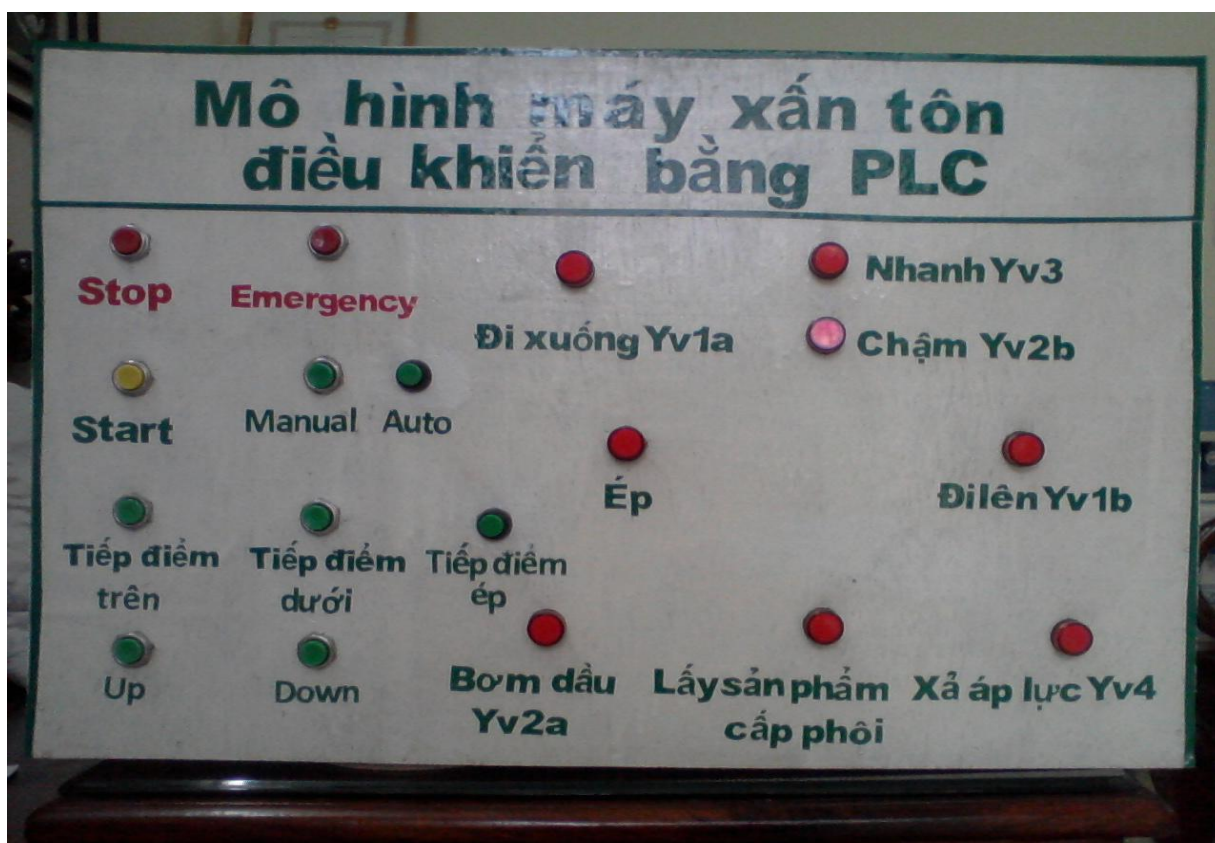 Mô hình máy xấn tôn
điều khiển bằng PLC
Stop
Emergency
Đi xuống Yv1a
Nhanh Yv3
Chậm Yv2b
Start
Manual
Auto
Ép
Đi lên Yv1b
Tiếp điểm
trên
Tiếp điểm
dưới
Tiếp điểm
ép
Up
Down
Bơm dầu
Yv2a
Lấy sản phẩm
cấp phôi
Xả áp lực Yv4